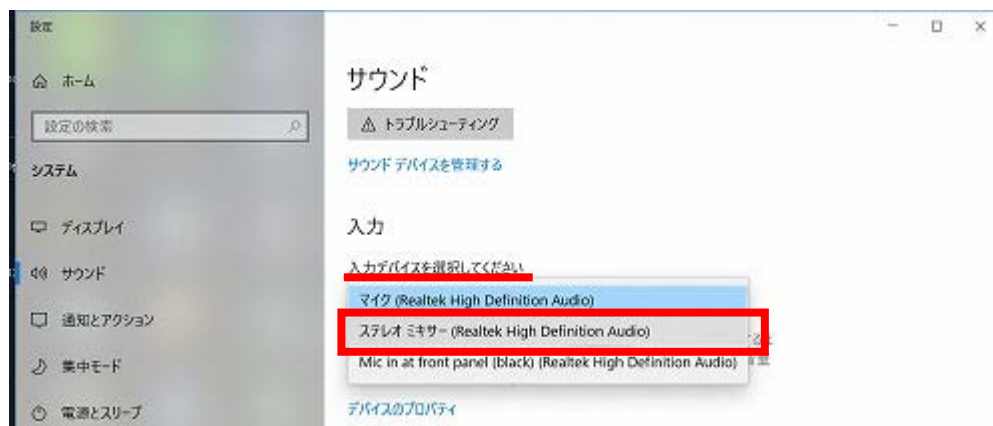 設定
ホーム
設定の検索
システム
ディスプレイ
サウンド
通知とアクション
集中モード
電源とスリープ
サウンド
トラブルシューティング
サウンド デバイスを管理する
入力
入力デバイスを選択してください
マイク (Realtek High Definition Audio)
ステレオ ミキサー (Realtek High Definition Audio)
Mic in at front panel (black) (Realtek High Definition Audio)
デバイスのプロパティ